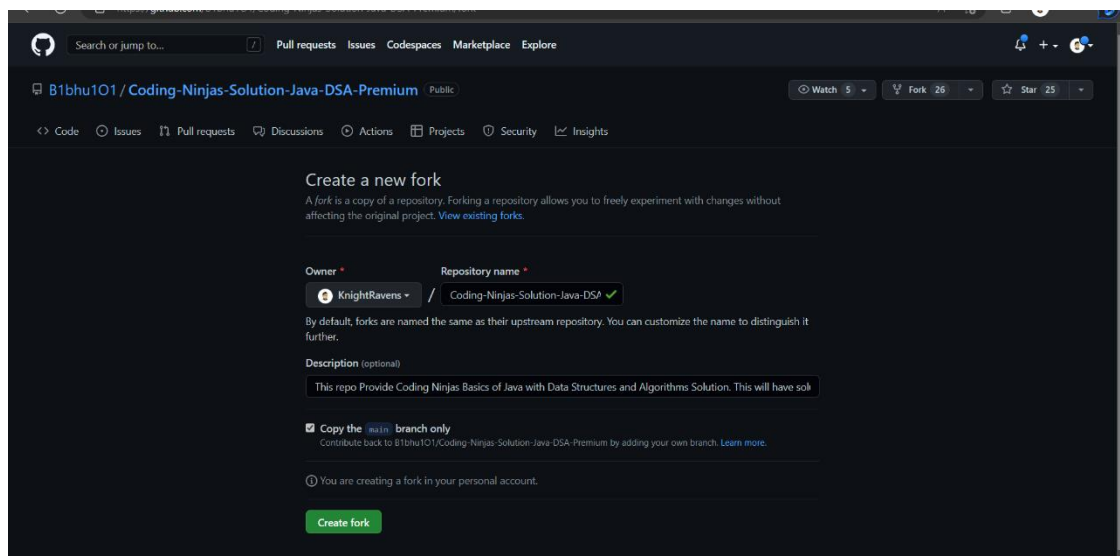 Search or jump to... / Pull requests Issues Codespaces Marketplace Explore
B1bhu1O1 / Coding-Ninjas-Solution-Java-DSA-Premium Public Watch 5 Fork 26 Star 25
<> Code Issues Pull requests Discussions Actions Projects Security Insights
Create a new fork
A fork is a copy of a repository. Forking a repository allows you to freely experiment with changes without
affecting the original project. View existing forks.
Owner * Repository name *
KnightRavens / Coding-Ninjas-Solution-Java-DSA
By default, forks are named the same as their upstream repository. You can customize the name to distinguish it
further.
Description (optional)
This repo Provide Coding Ninjas Basics of Java with Data Structures and Algorithms Solution. This will have solu
Copy the main branch only
Contribute back to B1bhu1O1/Coding-Ninjas-Solution-Java-DSA-Premium by adding your own branch. Learn more.
You are creating a fork in your personal account.
Create fork